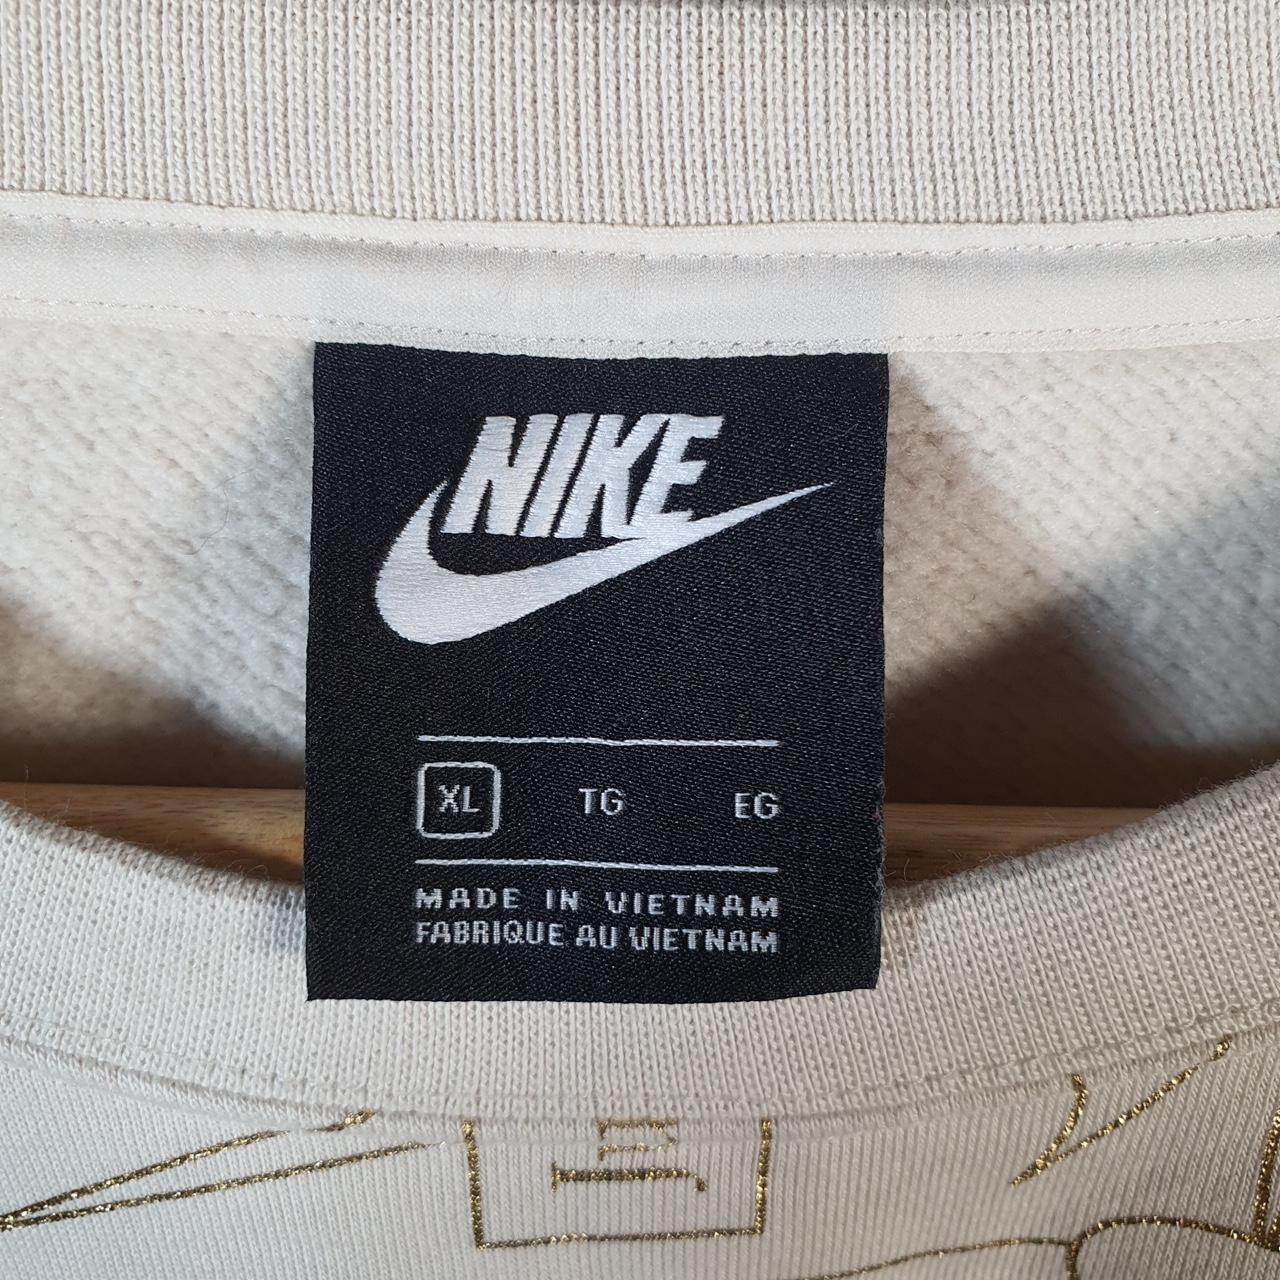 NIKE
XL TG EG
MADE IN VIETNAM
FABRIQUE AU VIETNAM